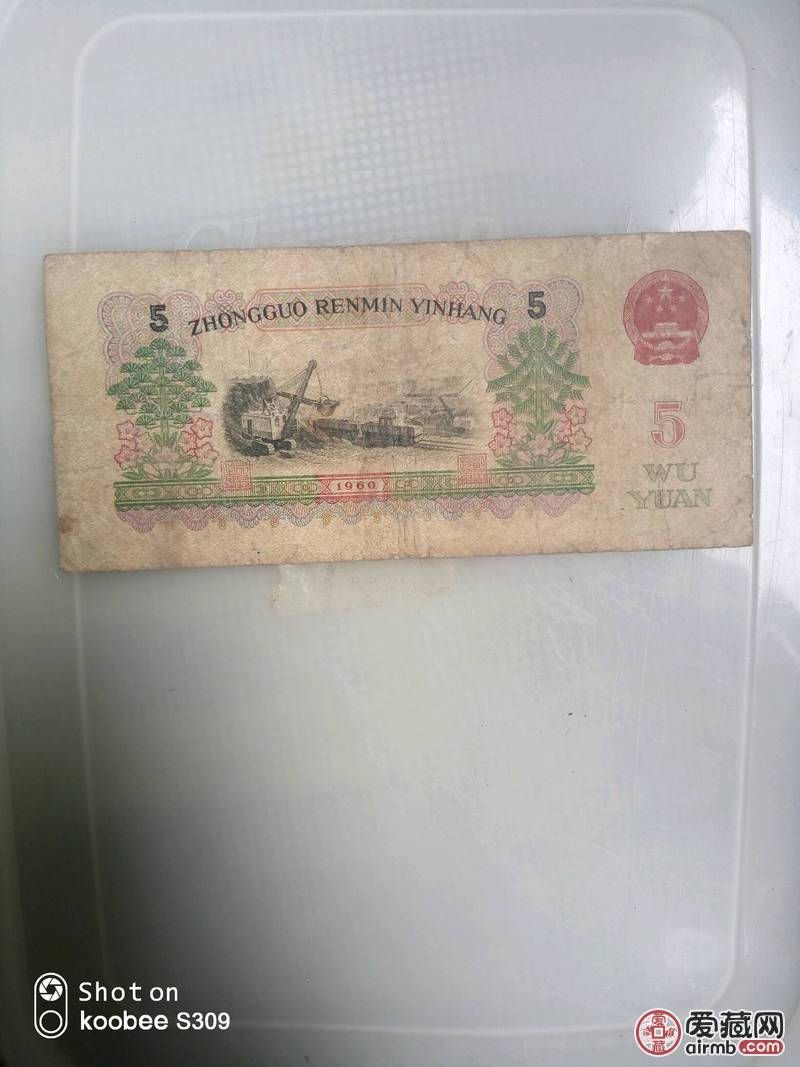 5 ZHONGGUO RENMIN YINHANG 5
5
WU
YUAN
1960
Shot on
koobee S309
爱藏网
airmb.com